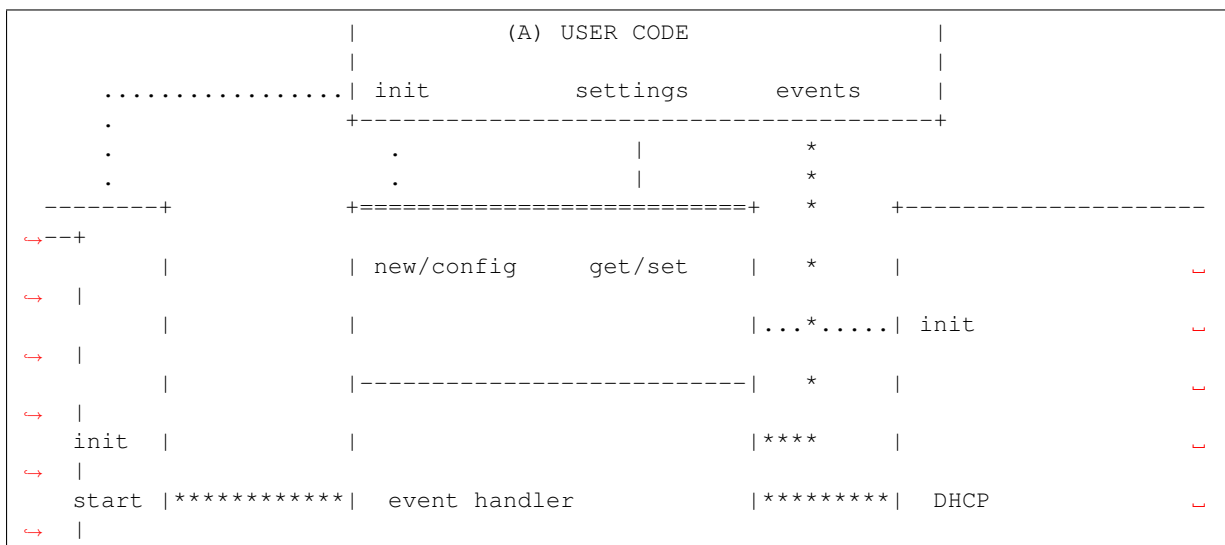 |          (A) USER CODE                 |
                       |                                        |
      .................| init          settings      events     |
      .                +----------------------------------------+
      .                   .                |           *
      .                   .                |           *
  --------+            +===========================+   *     +---------------------
↪--+
          |            | new/config     get/set    |   *     |                    ␣
↪  |
          |            |                           |...*.....| init               ␣
↪  |
          |            |---------------------------|   *     |                    ␣
↪  |
    init  |            |                           |****     |                    ␣
↪  |
    start |************|  event handler            |*********|  DHCP              ␣
↪  |